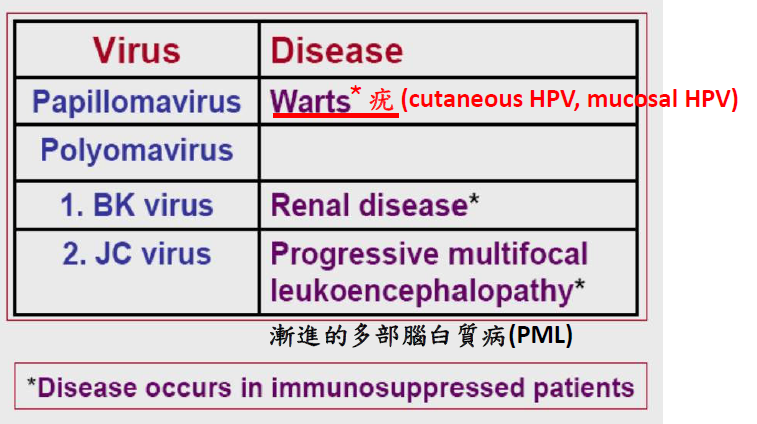 Virus Disease
Papillomavirus Warts* 疣 (cutaneous HPV, mucosal HPV)
Polyomavirus
1. BK virus Renal disease*
2. JC virus Progressive multifocal
leukoencephalopathy*
漸進的多部腦白質病(PML)
*Disease occurs in immunosuppressed patients